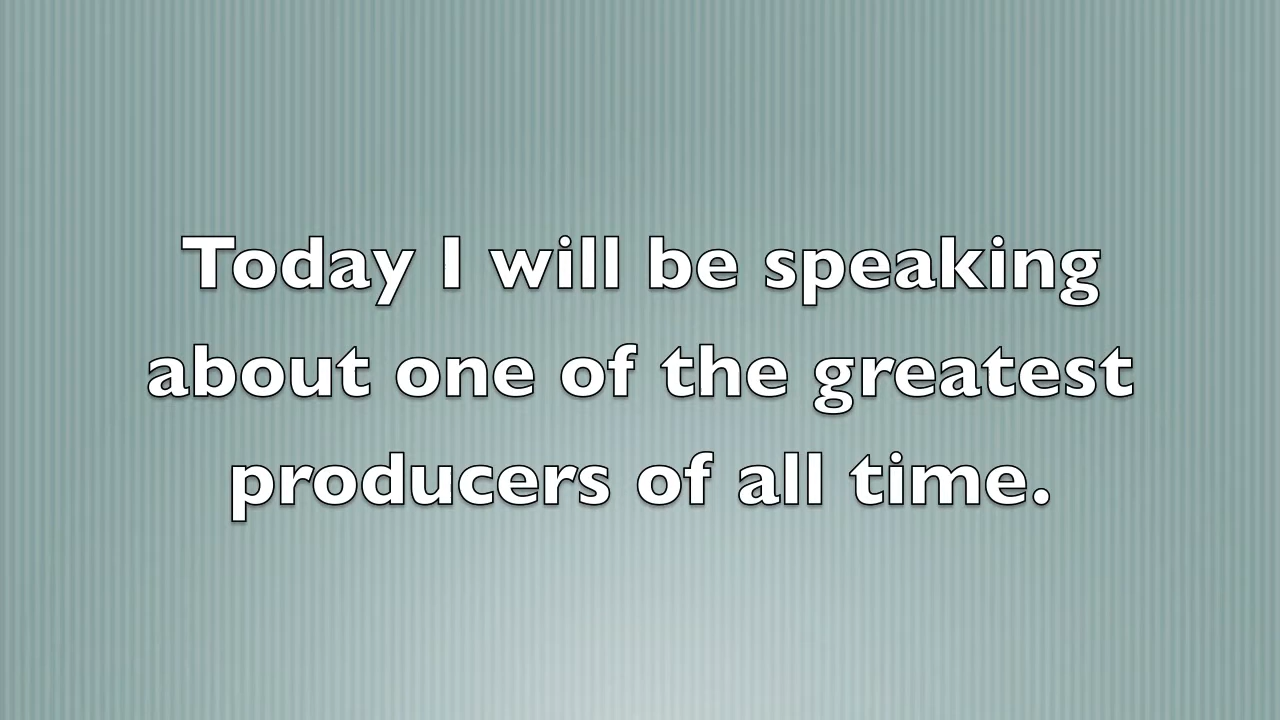 Today I will be speaking
about one of the greatest
producers of all time.